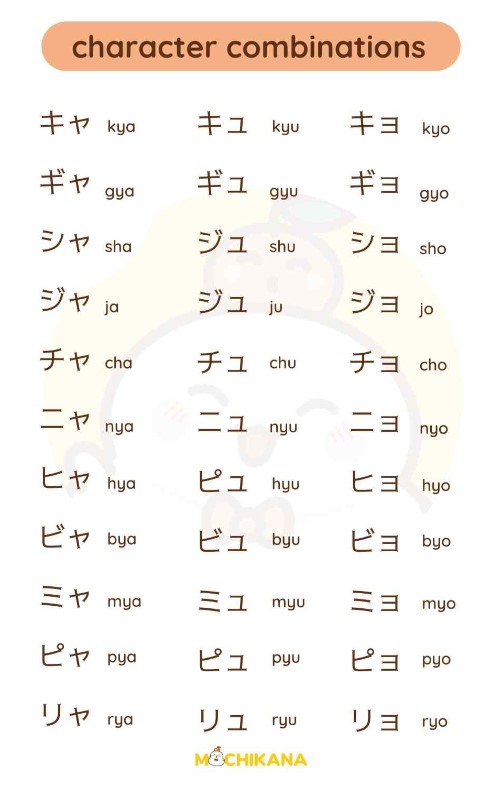 character combinations
キャ kya キュ kyu キョ kyo
ギャ gya ギュ gyu ギョ gyo
シャ sha ジュ shu ショ sho
ジャ ja ジュ ju ジョ jo
チャ cha チュ chu チョ cho
ニャ nya ニュ nyu ニョ nyo
ヒャ hya ピュ hyu ヒョ hyo
ビャ bya ビュ byu ビョ byo
ミャ mya ミュ myu ミョ myo
ピャ pya ピュ pyu ピョ pyo
リャ rya リュ ryu リョ ryo
MOCHIKANA